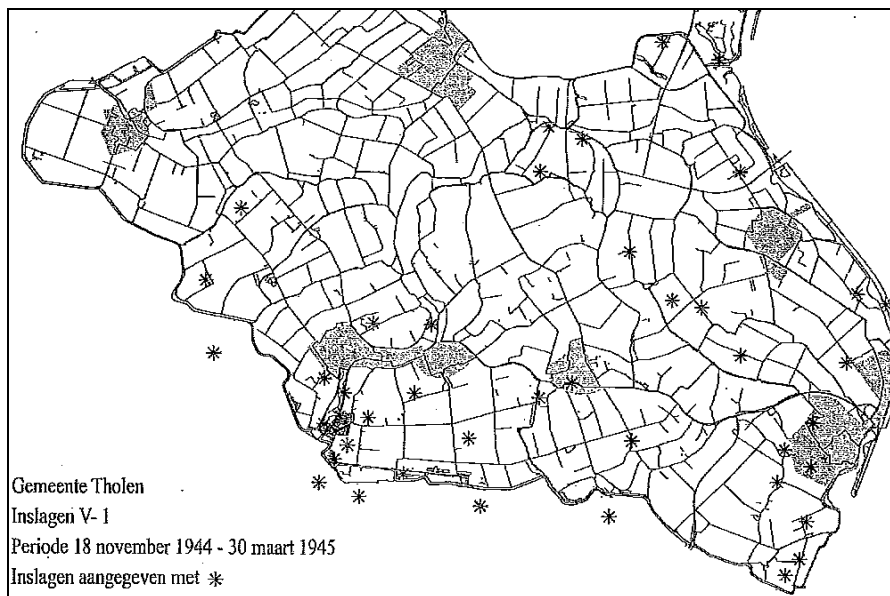 Gemeente Tholen
Inslagen V- 1
Periode 18 november 1944 - 30 maart 1945
Inslagen aangegeven met *